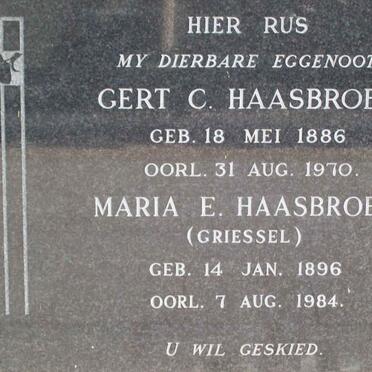 HIER RUS
MY DIERBARE EGGENOOT
GERT C. HAASBROE
GEB. 18 MEI 1886
OORL. 31 AUG. 1970.
MARIA E. HAASBROE
(GRIESSEL)
GEB. 14 JAN. 1896
OORL. 7 AUG. 1984.
U WIL GESKIED.